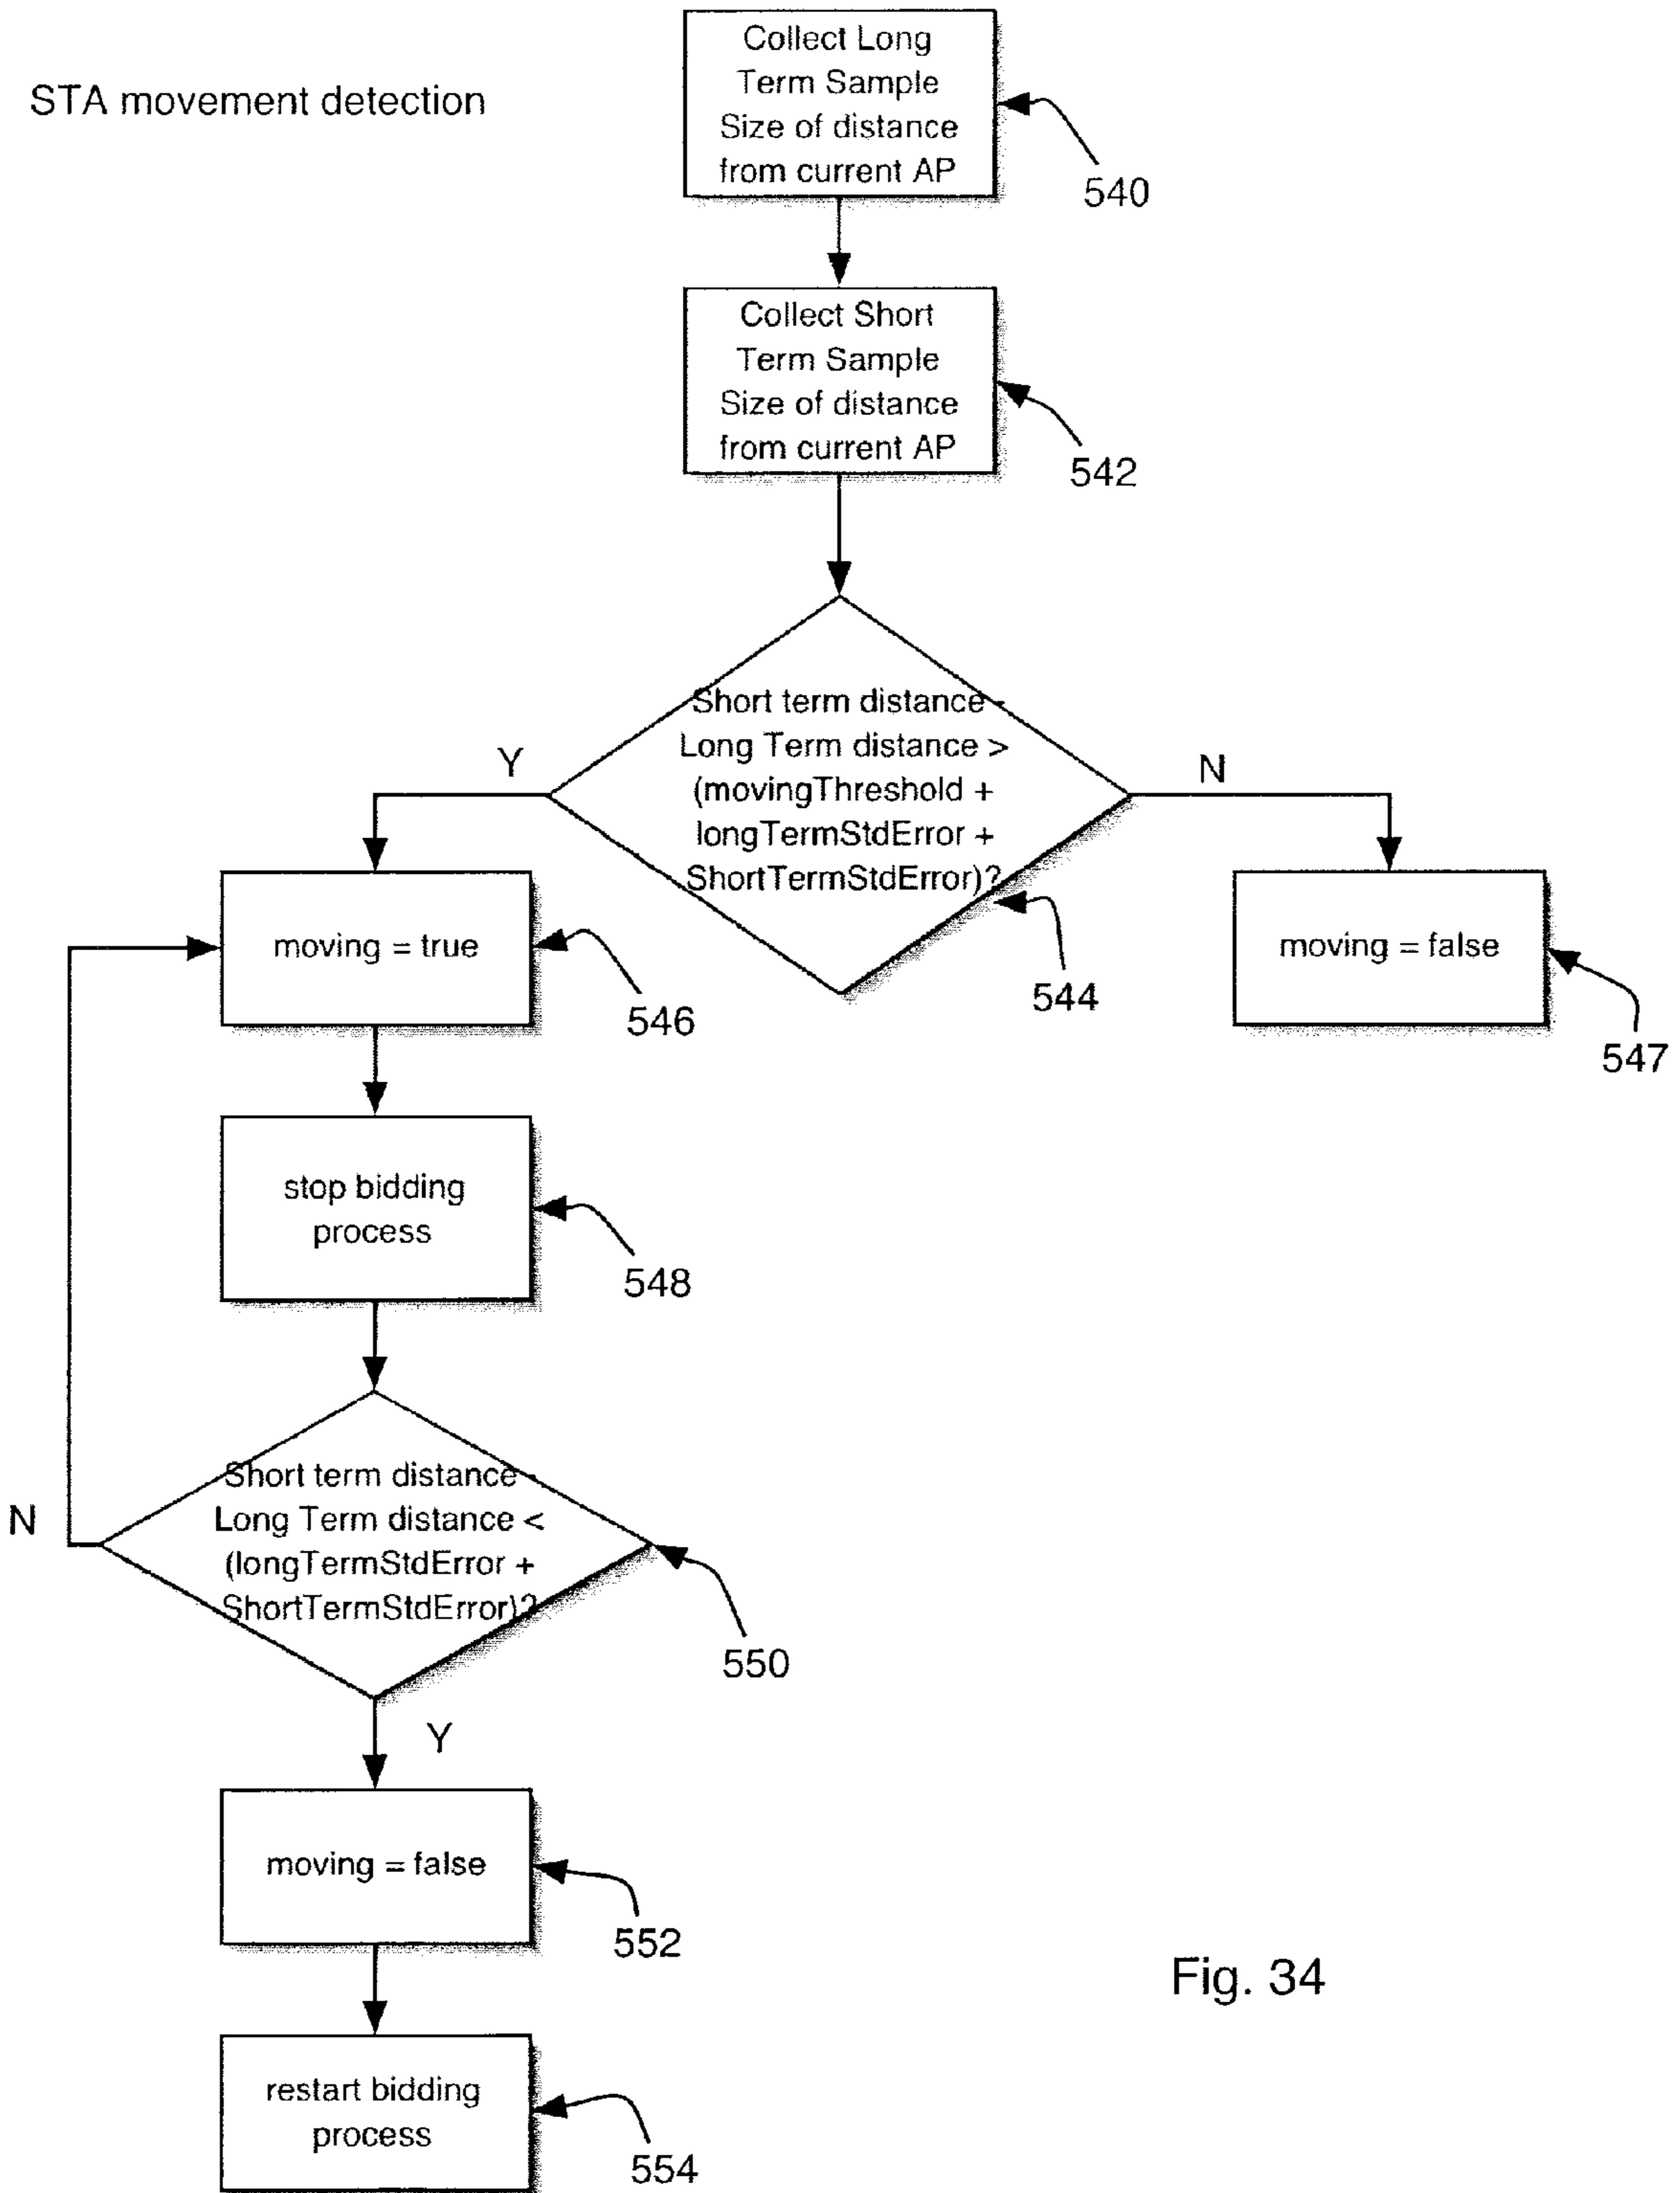 STA movement detection
Collect Long
Term Sample
Size of distance
from current AP
540
Collect Short
Term Sample
Size of distance
from current AP
542
Short term distance -
Long Term distance >
(movingThreshold +
longTermStdError +
ShortTermStdError)?
Y
N
544
moving = true
546
moving = false
547
stop bidding
process
548
Short term distance -
Long Term distance <
(longTermStdError +
ShortTermStdError)?
N
550
Y
moving = false
552
restart bidding
process
554
Fig. 34